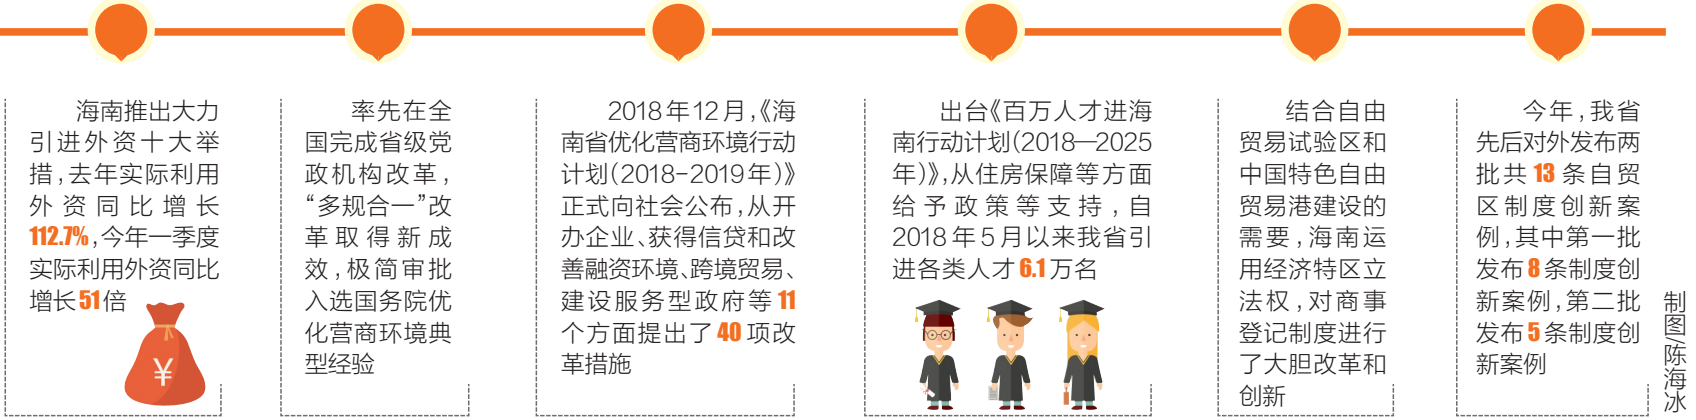 海南推出大力
引进外资十大举
措,去年实际利用
外资同比增长
112.7%,今年一季度
实际利用外资同比
增长51倍
¥
率先在全
国完成省级党
政机构改革,
“多规合一”改
革取得新成
效,极简审批
入选国务院优
化营商环境典
型经验
2018年12月,《海
南省优化营商环境行动
计划(2018-2019年)》
正式向社会公布,从开
办企业、获得信贷和改
善融资环境、跨境贸易、
建设服务型政府等11
个方面提出了40项改
革措施
出台《百万人才进海
南行动计划(2018—2025
年)》,从住房保障等方面
给予政策等支持,自
2018年5月以来我省引
进各类人才6.1万名
结合自由
贸易试验区和
中国特色自由
贸易港建设的
需要,海南运
用经济特区立
法权,对商事
登记制度进行
了大胆改革和
创新
今年,我省
先后对外发布两
批共13条自贸
区制度创新案
例,其中第一批
发布8条制度创
新案例,第二批
发布5条制度创
新案例
制图/陈海冰